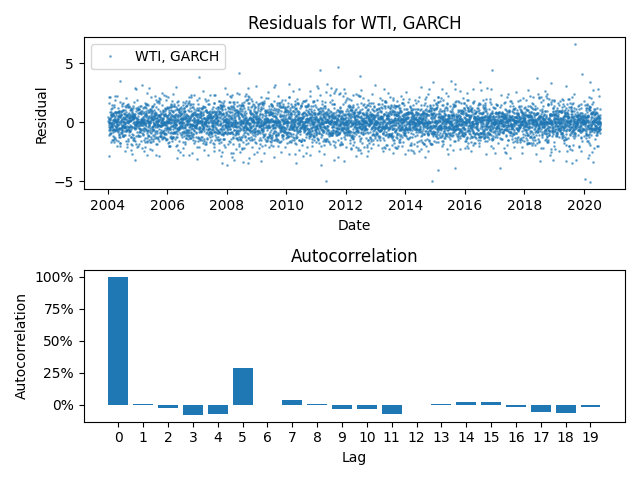 Residuals for WTI, GARCH
WTI, GARCH
Residual
5
0
−5
2004 2006 2008 2010 2012 2014 2016 2018 2020
Date
Autocorrelation
Autocorrelation
100%
75%
50%
25%
0%
0 1 2 3 4 5 6 7 8 9 10 11 12 13 14 15 16 17 18 19
Lag